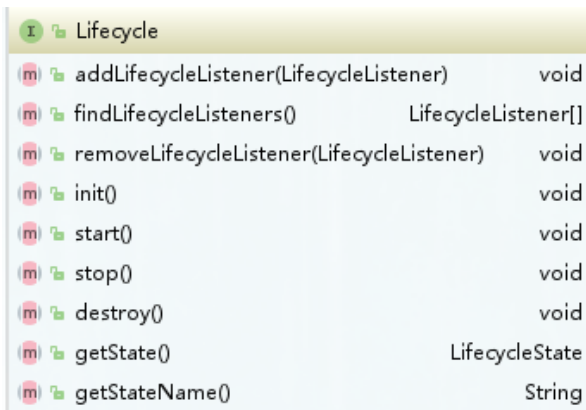 I Lifecycle
m addLifecycleListener(LifecycleListener) void
m findLifecycleListeners() LifecycleListener[]
m removeLifecycleListener(LifecycleListener) void
m init() void
m start() void
m stop() void
m destroy() void
m getState() LifecycleState
m getStateName() String